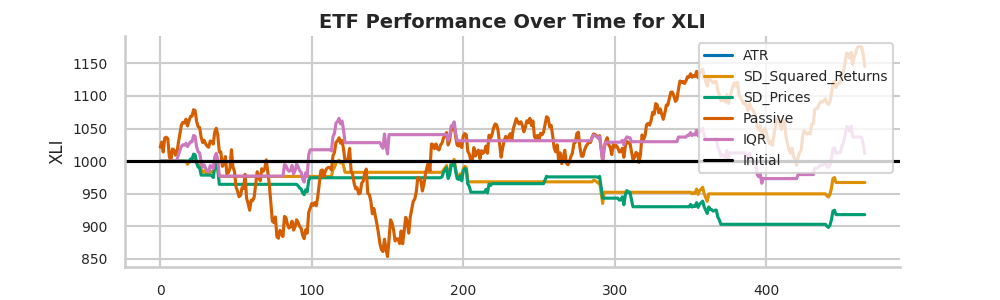 ETF Performance Over Time for XLI
XLI
1150
1100
1050
1000
950
900
850
0
100
200
300
400
ATR
SD_Squared_Returns
SD_Prices
Passive
IQR
Initial